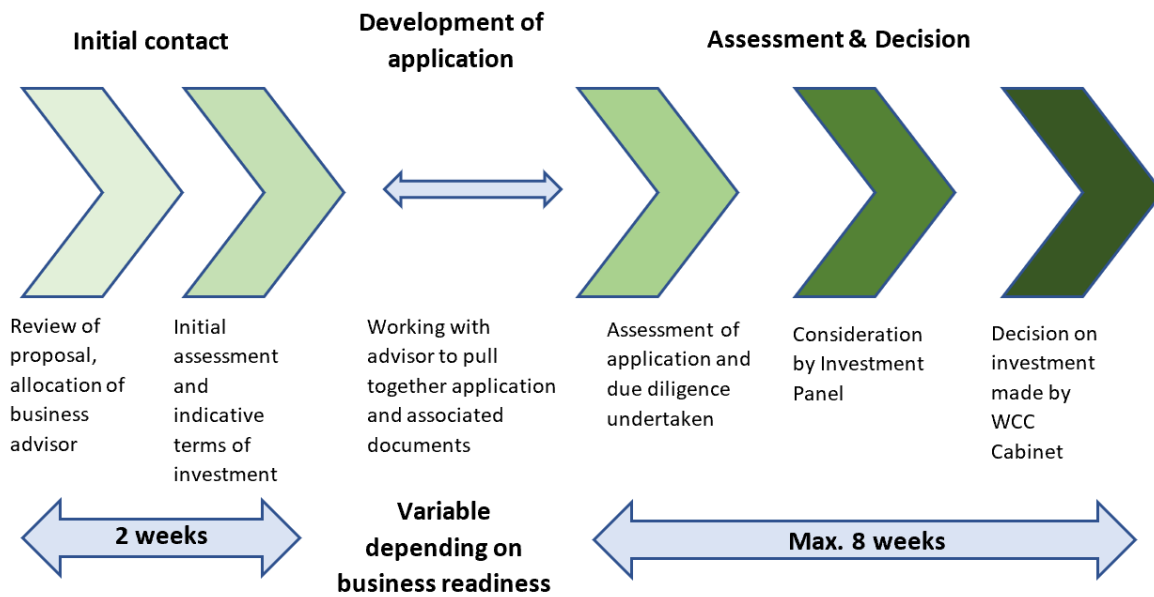 Initial contact
Development of
application
Assessment & Decision
Review of
proposal,
allocation of
business
advisor
Initial
assessment
and
indicative
terms of
investment
Working with
advisor to pull
together application
and associated
documents
Assessment of
application and
due diligence
undertaken
Consideration
by Investment
Panel
Decision on
investment
made by
WCC
Cabinet
2 weeks
Variable
depending on
business readiness
Max. 8 weeks